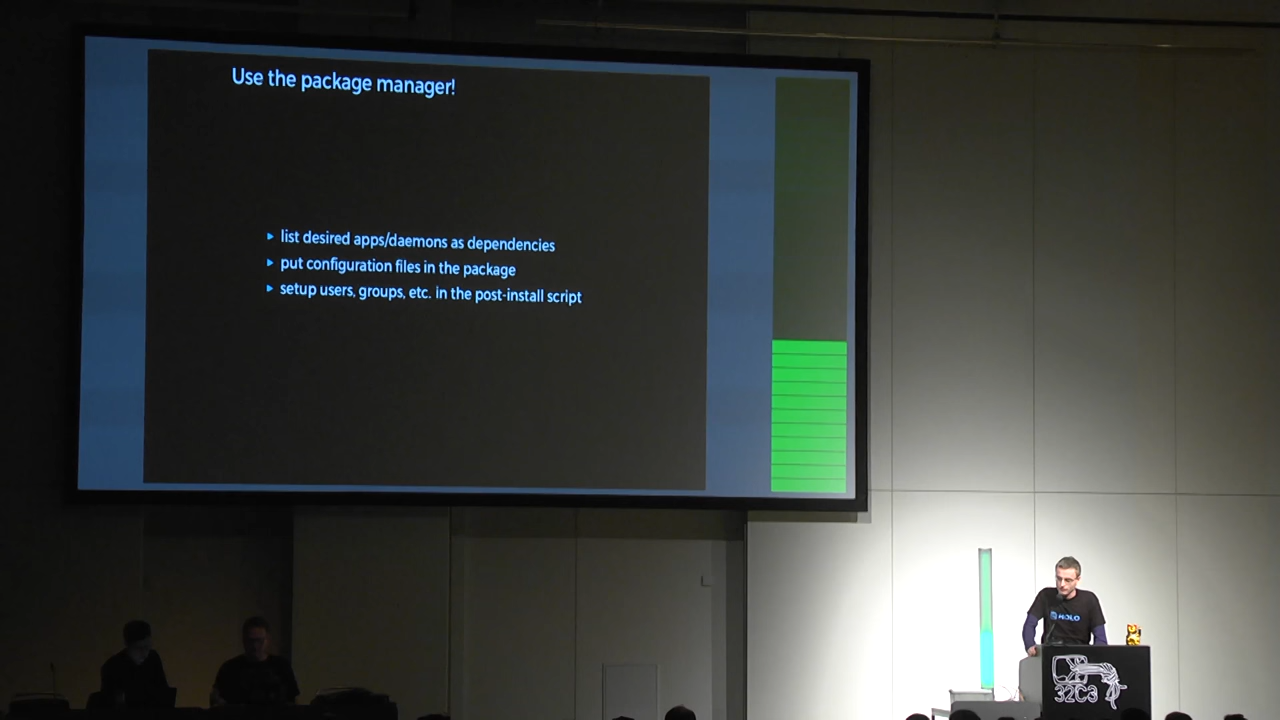 Use the package manager!
▸ list desired apps/daemons as dependencies
▸ put configuration files in the package
▸ setup users, groups, etc. in the post-install script
HOLO
32C3